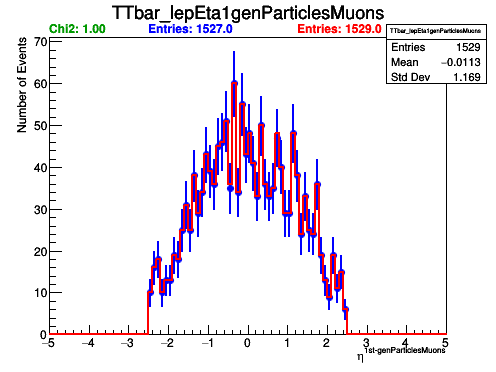 TTbar_lepEta1genParticlesMuons
Chi2: 1.00 Entries: 1527.0 Entries: 1529.0
TTbar_lepEta1genParticlesMuons
Entries 1529
Mean −0.0113
Std Dev 1.169
Number of Events
70
60
50
40
30
20
10
0
−5 −4 −3 −2 −1 0 1 2 3 4 5
η1st-genParticlesMuons